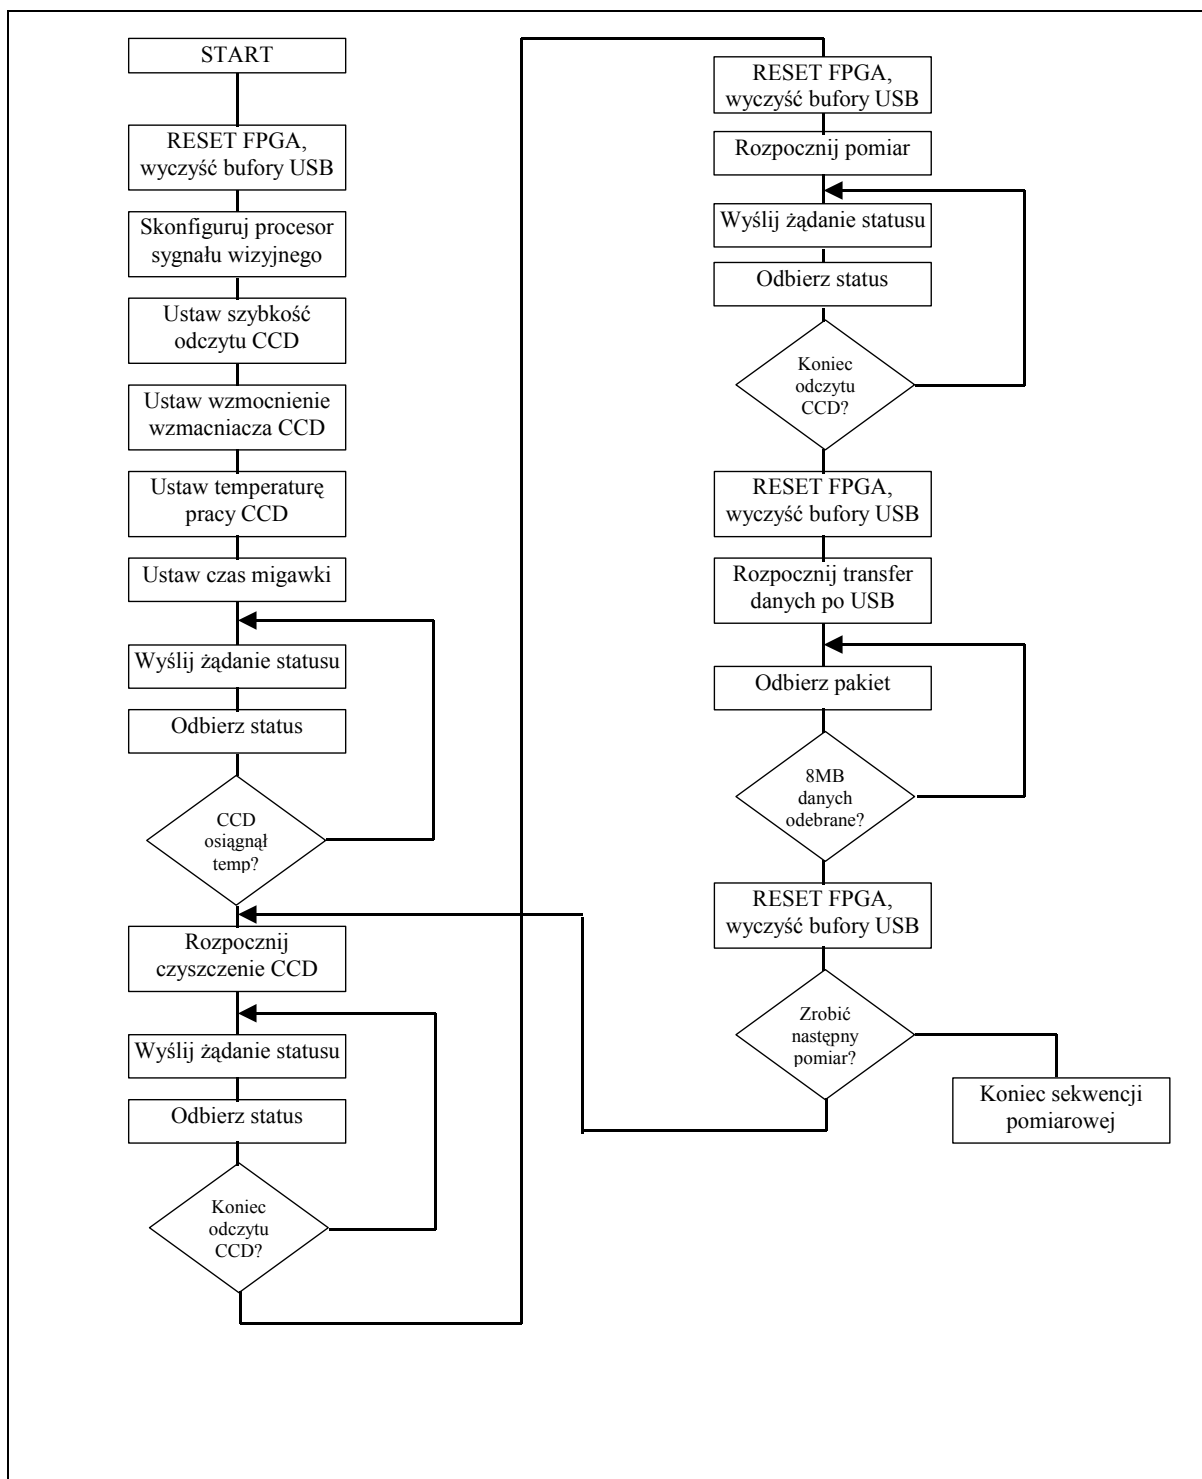 START
RESET FPGA,
wyczyść bufory USB
Skonfiguruj procesor
sygnału wizyjnego
Ustaw szybkość
odczytu CCD
Ustaw wzmocnienie
wzmacniacza CCD
Ustaw temperaturę
pracy CCD
Ustaw czas migawki
Wyślij żądanie statusu
Odbierz status
CCD
osiągnął
temp?
Rozpocznij
czyszczenie CCD
Wyślij żądanie statusu
Odbierz status
Koniec
odczytu
CCD?
RESET FPGA,
wyczyść bufory USB
Rozpocznij pomiar
Wyślij żądanie statusu
Odbierz status
Koniec
odczytu
CCD?
RESET FPGA,
wyczyść bufory USB
Rozpocznij transfer
danych po USB
Odbierz pakiet
8MB
danych
odebrane?
RESET FPGA,
wyczyść bufory USB
Zrobić
następny
pomiar?
Koniec sekwencji
pomiarowej